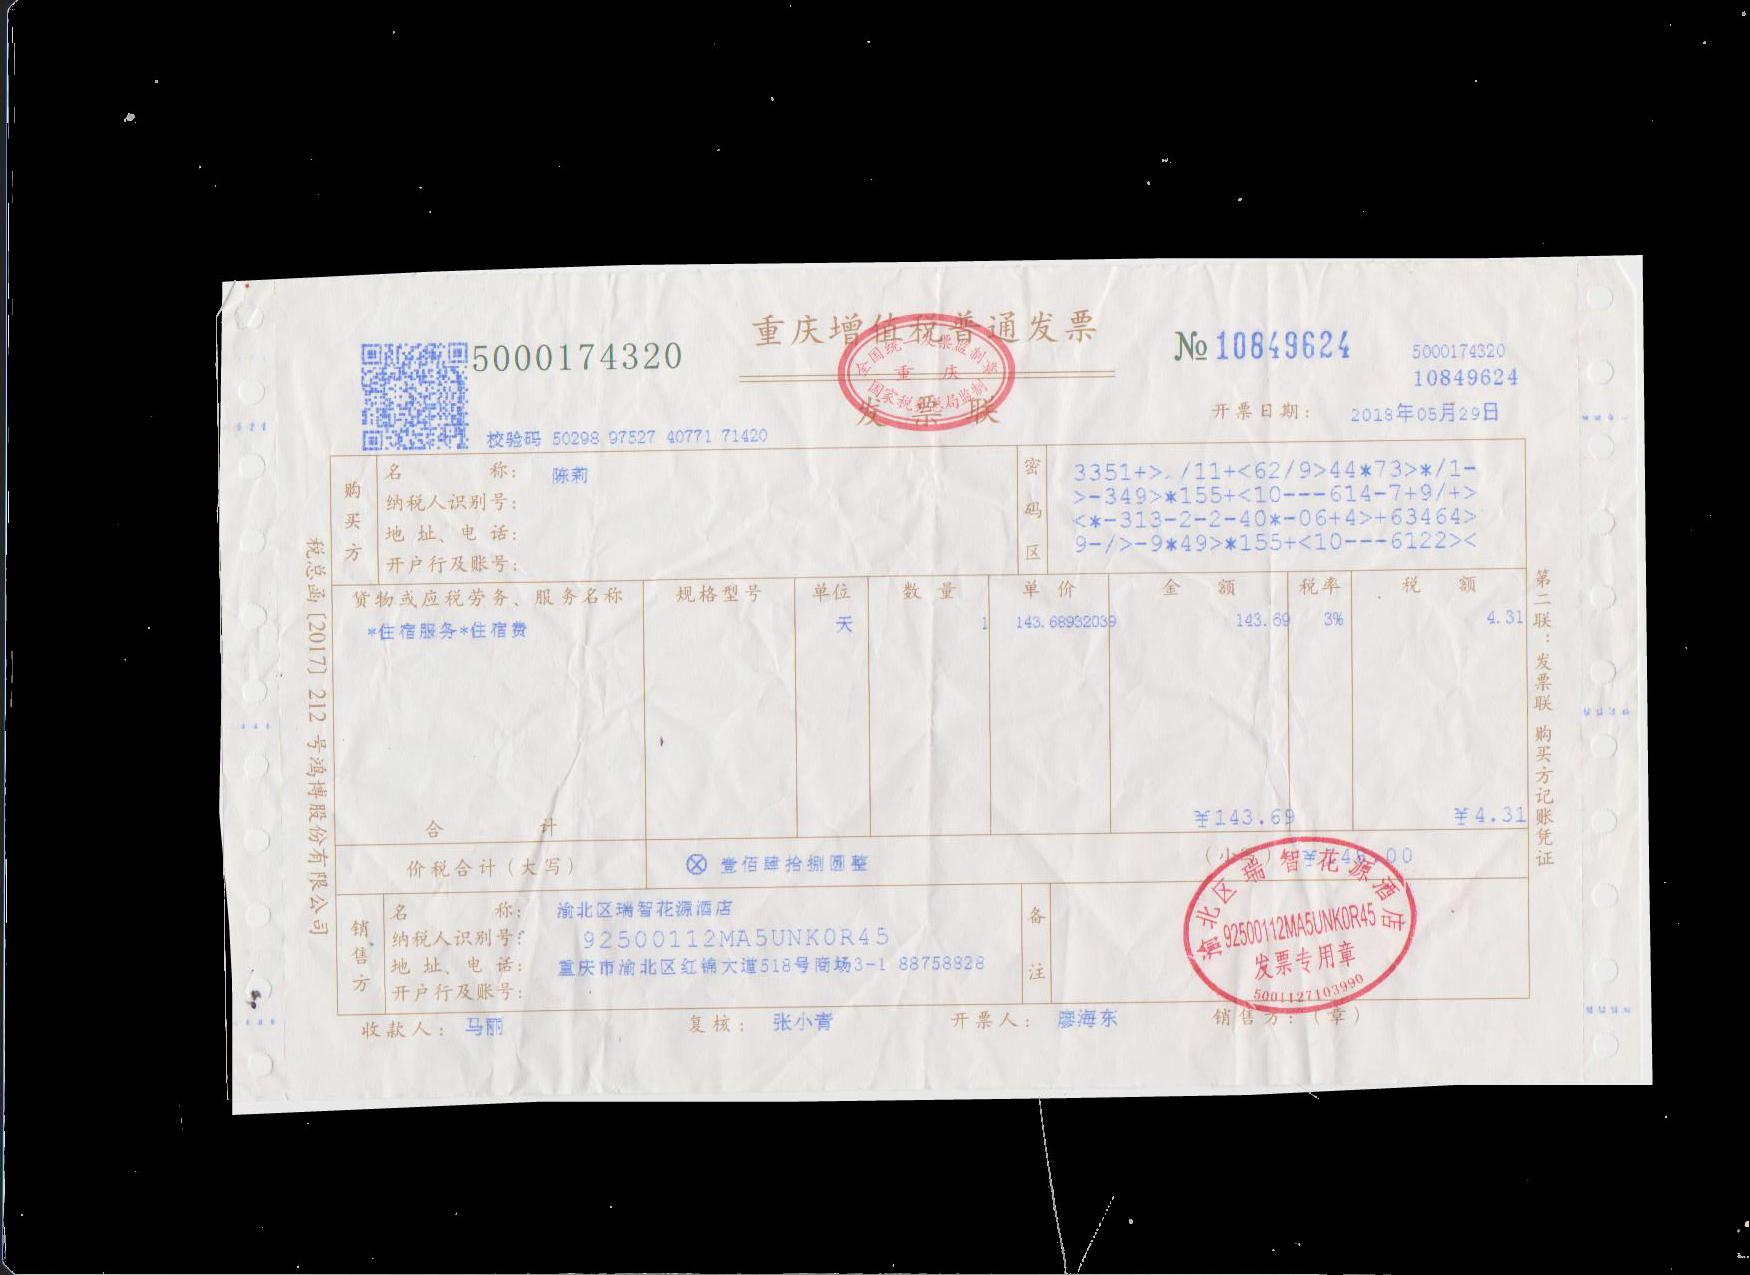 重庆增值税普通发票
发票联
全国统一发票监制章
重庆
国家税务总局监制
5000174320
№10849624
5000174320
10849624
校验码 50298 97527 40771 71420
开票日期: 2018年05月29日
购买方
名称: 陈莉
纳税人识别号:
地址、电话:
开户行及账号:
密码区
3351+>./11+<62/9>44*73>*/1-
>-349>*155+<10---614-7+9/+>
<*-313-2-2-40*-06+4>+63464>
9-/>-9*49>*155+<10---6122><
货物或应税劳务、服务名称 规格型号 单位 数量 单价 金额 税率 税额
*住宿服务*住宿费 天 1 143.68932039 143.69 3% 4.31
合计 ¥143.69 ¥4.31
价税合计(大写) ⊗ 壹佰肆拾捌圆整 (小写) ¥148.00
销售方
名称: 渝北区瑞智花源酒店
纳税人识别号: 92500112MA5UNK0R45
地址、电话: 重庆市渝北区红锦大道518号商场3-1 88758828
开户行及账号:
备注
渝北区瑞智花源酒店
92500112MA5UNK0R45
发票专用章
5001127103990
收款人: 马丽 复核: 张小青 开票人: 廖海东 销售方:(章)
税总函[2017]212号鸿博股份有限公司
第二联:发票联 购买方记账凭证